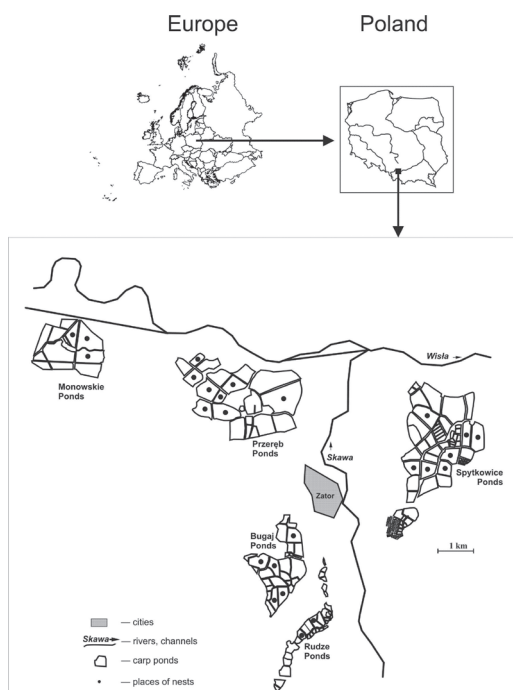 Europe
Poland
Wisła
Monowskie
Ponds
Przeręb
Ponds
Skawa
Spytkowice
Ponds
Zator
Bugaj
Ponds
1 km
Rudze
Ponds
— cities
Skawa — rivers, channels
— carp ponds
— places of nests